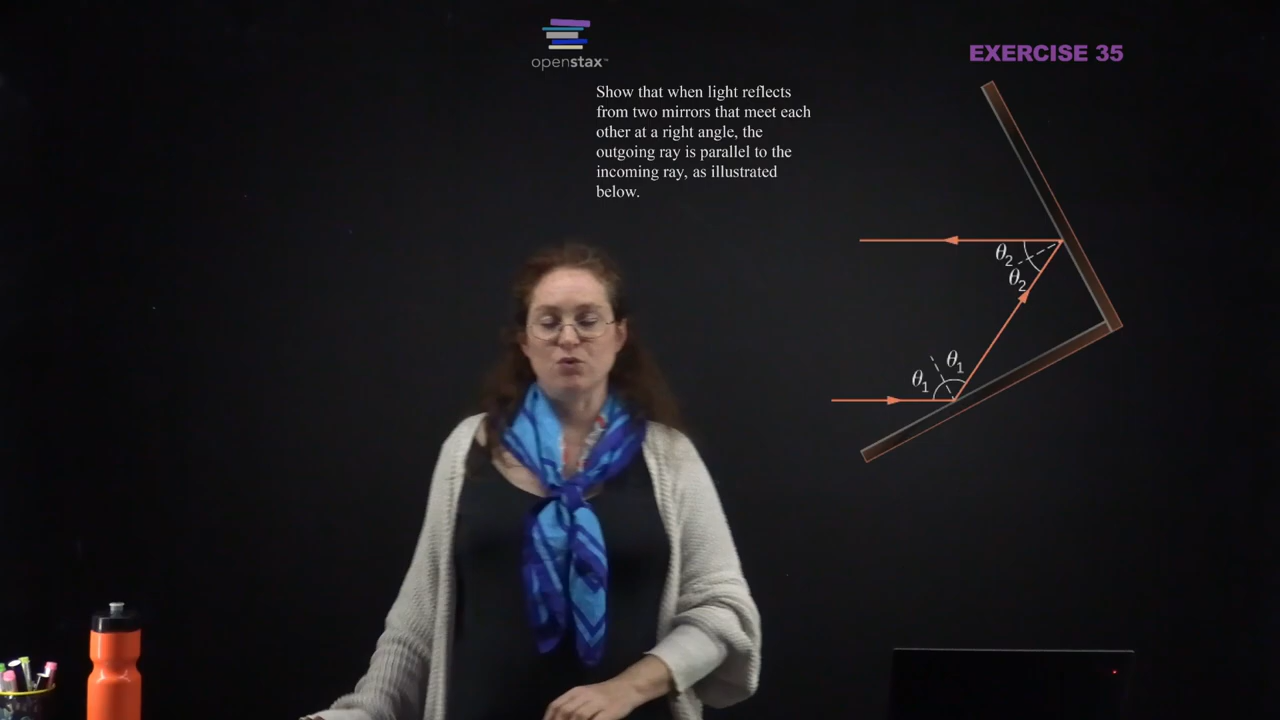 openstax™
EXERCISE 35
Show that when light reflects
from two mirrors that meet each
other at a right angle, the
outgoing ray is parallel to the
incoming ray, as illustrated
below.
θ2
θ2
θ1
θ1